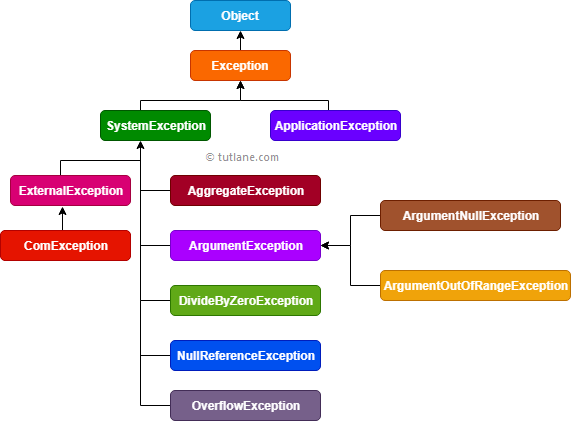 Object
Exception
SystemException
ApplicationException
© tutlane.com
ExternalException
AggregateException
ArgumentNullException
ComException
ArgumentException
ArgumentOutOfRangeException
DivideByZeroException
NullReferenceException
OverflowException